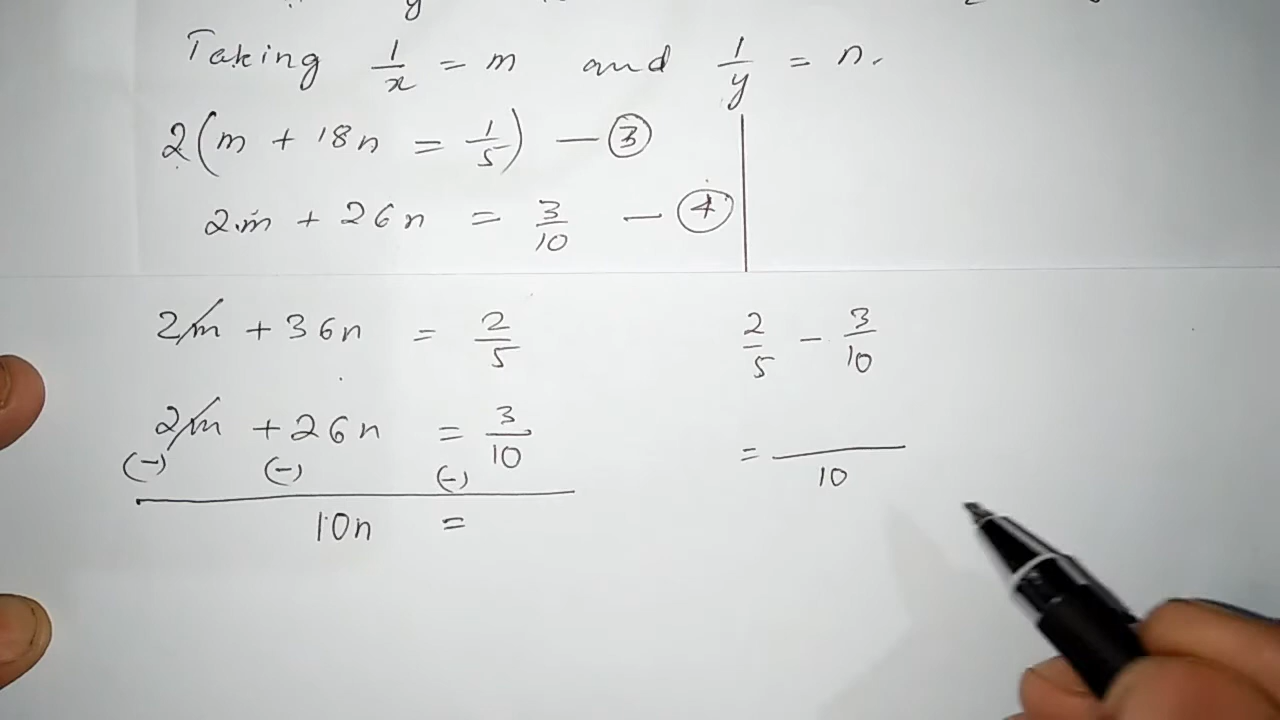 y
Taking 1/x = m and 1/y = n.
2(m + 18n = 1/5) — ③
2m + 26n = 3/10 — ④
2m + 36n = 2/5
2m + 26n = 3/10
(-) (-) (-)
10n =
2/5 - 3/10
= /10